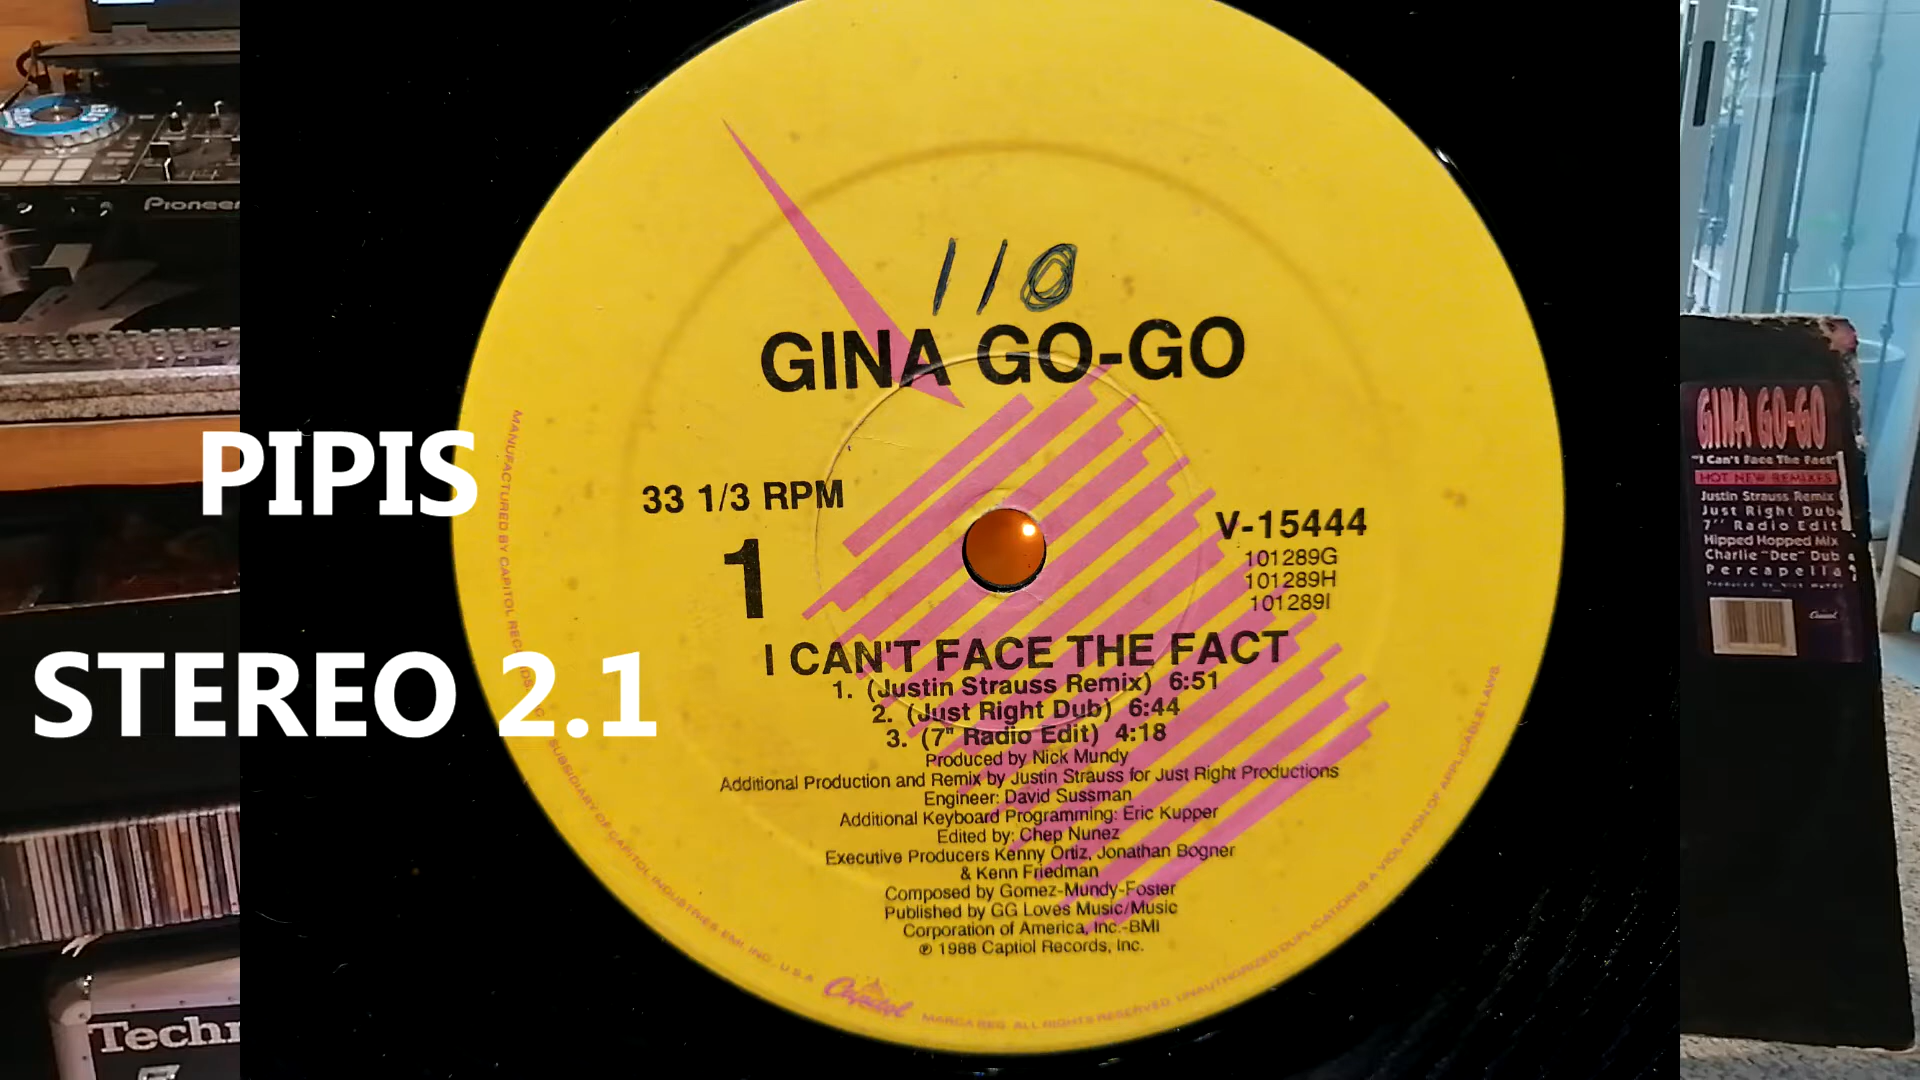 Pioneer
110
GINA GO-GO
33 1/3 RPM
1
V-15444
101289G
101289H
101289I
I CAN'T FACE THE FACT
1. (Justin Strauss Remix) 6:51
2. (Just Right Dub) 6:44
3. (7" Radio Edit) 4:18
Produced by Nick Mundy
Additional Production and Remix by Justin Strauss for Just Right Productions
Engineer: David Sussman
Additional Keyboard Programming: Eric Kupper
Edited by: Chep Nunez
Executive Producers Kenny Ortiz, Jonathan Bogner
& Kenn Friedman
Composed by Gomez-Mundy-Foster
Published by GG Loves Music/Music
Corporation of America, Inc.-BMI
℗ 1988 Captiol Records, Inc.
MANUFACTURED BY CAPITOL RECORDS, SUBSIDIARY OF CAPITOL INDUSTRIES EMI, INC., U.S.A.
Capitol
MARCA REG. ALL RIGHTS RESERVED. UNAUTHORIZED DUPLICATION IS A VIOLATION OF APPLICABLE LAWS
PIPIS
STEREO 2.1
Techn
GINA GO-GO
"I Can't Face The Fact"
HOT NEW REMIXES
Justin Strauss Remix
Just Right Dub
7" Radio Edit
Hipped Hopped Mix
Charlie "Dee" Dub
Percapella
PRODUCED BY NICK MUNDY
Capitol